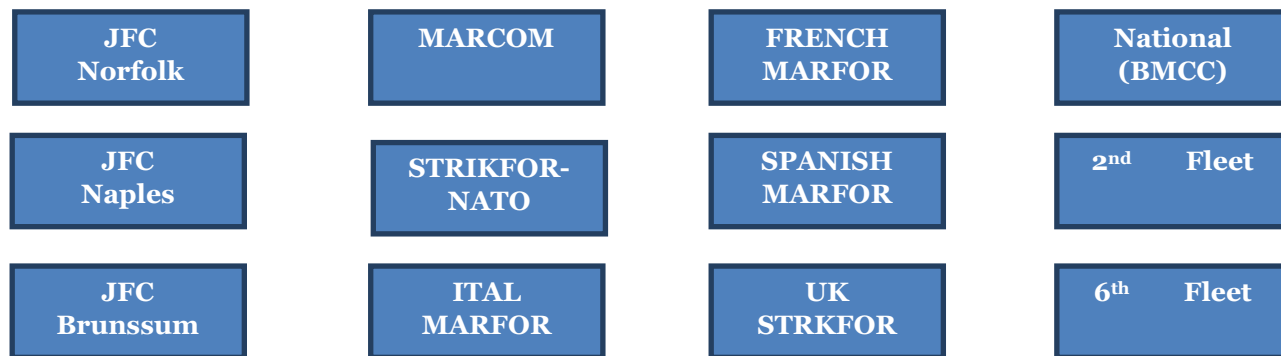 JFC
Norfolk
MARCOM
FRENCH
MARFOR
National
(BMCC)
JFC
Naples
STRIKFOR-
NATO
SPANISH
MARFOR
2nd Fleet
JFC
Brunssum
ITAL
MARFOR
UK
STRKFOR
6th Fleet